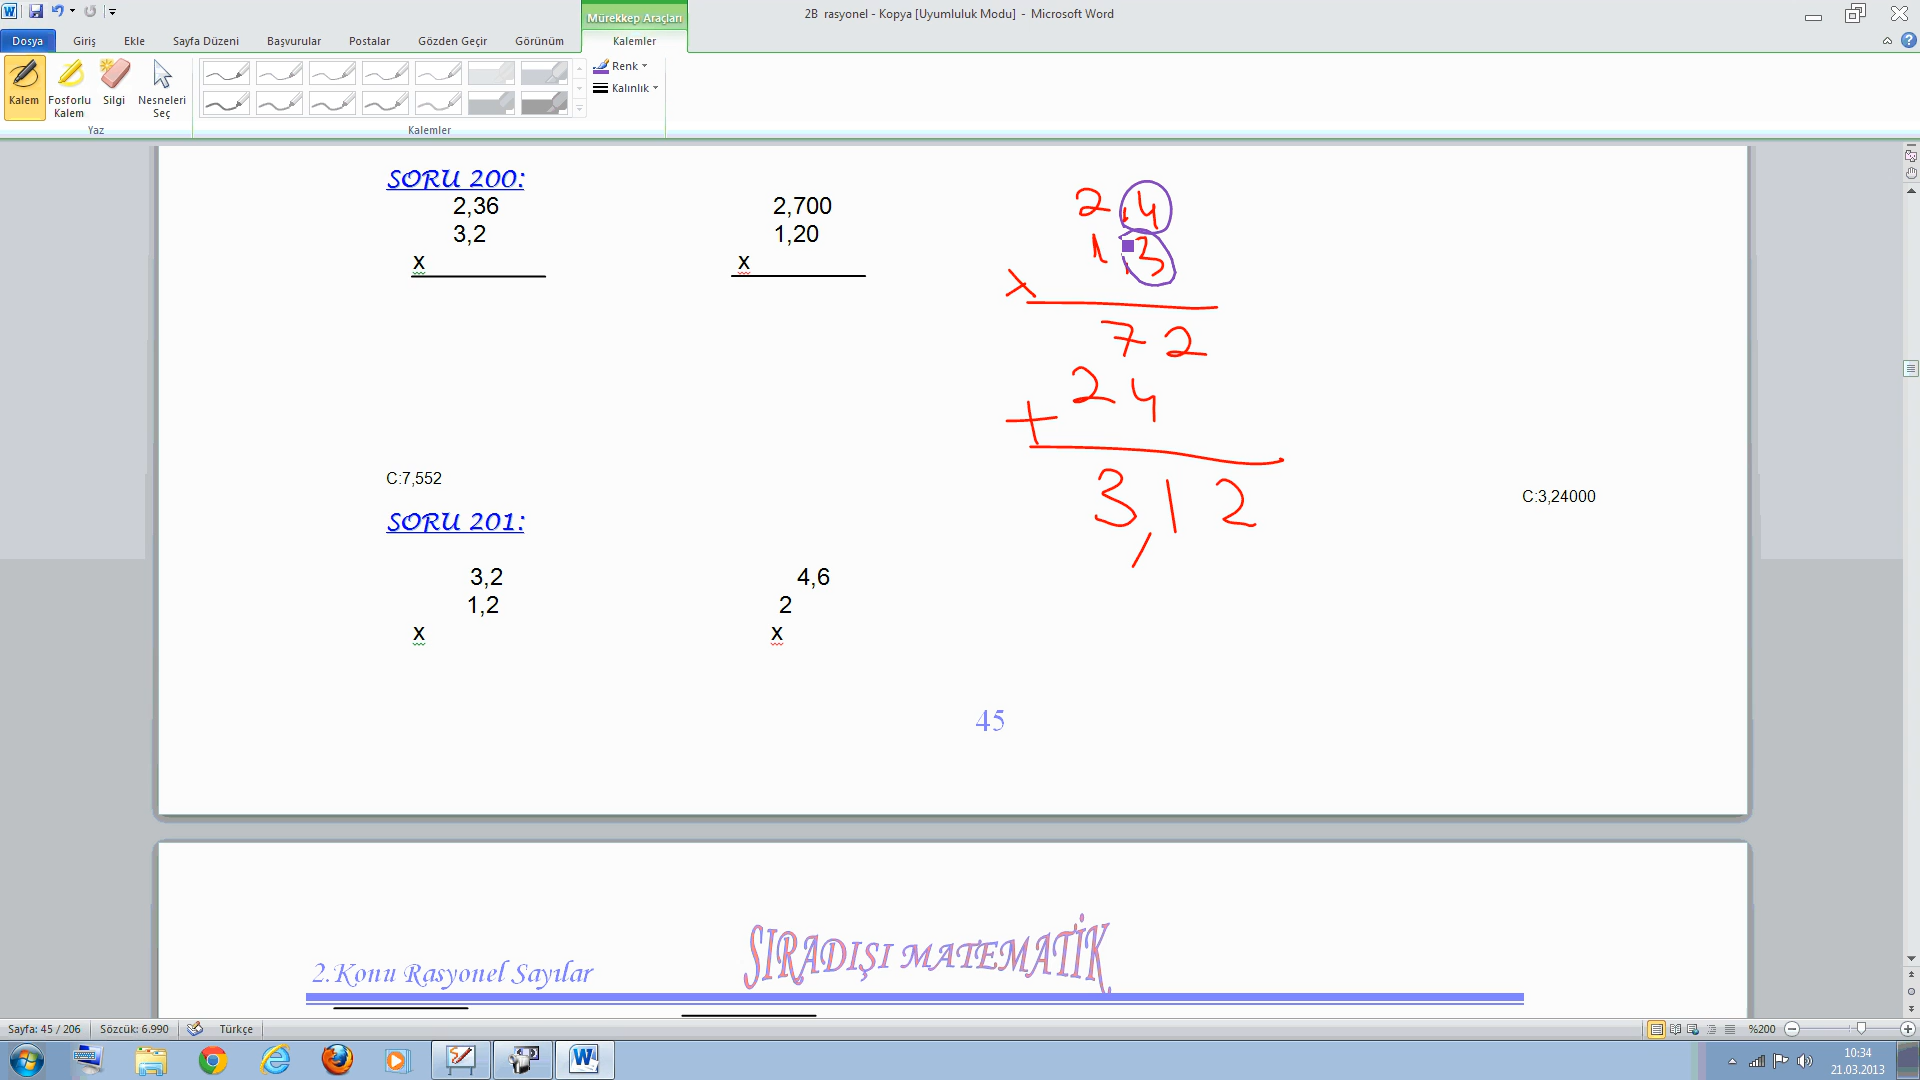 2B rasyonel - Kopya [Uyumluluk Modu] - Microsoft Word
Mürekkep Araçları
Dosya Giriş Ekle Sayfa Düzeni Başvurular Postalar Gözden Geçir Görünüm Kalemler
Kalem Fosforlu Kalem Silgi Nesneleri Seç
Renk
Kalınlık
Yaz Kalemler
SORU 200:
2,36
3,2
x
2,700
1,20
x
2,4
1,3
x
72
24
+
3,12
C:7,552
C:3,24000
SORU 201:
3,2
1,2
x
4,6
2
x
45
SIRADIŞI MATEMATİK
2.Konu Rasyonel Sayılar
Sayfa: 45 / 206 Sözcük: 6.990 Türkçe %200
10:34
21.03.2013